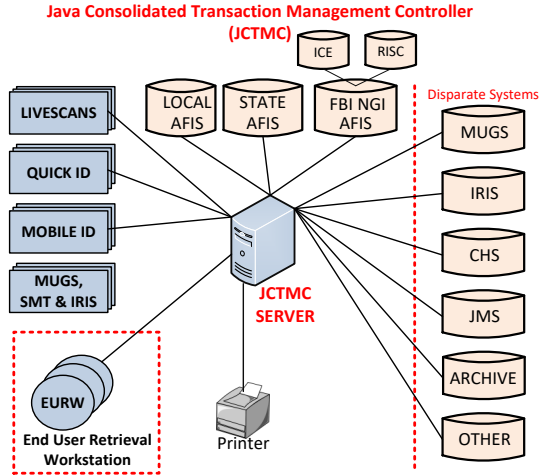 Java Consolidated Transaction Management Controller
(JCTMC)
ICE
RISC
LOCAL
AFIS
STATE
AFIS
FBI NGI
AFIS
Disparate Systems
LIVESCANS
QUICK ID
MOBILE ID
MUGS,
SMT & IRIS
JCTMC
SERVER
MUGS
IRIS
CHS
JMS
ARCHIVE
OTHER
EURW
End User Retrieval
Workstation
Printer